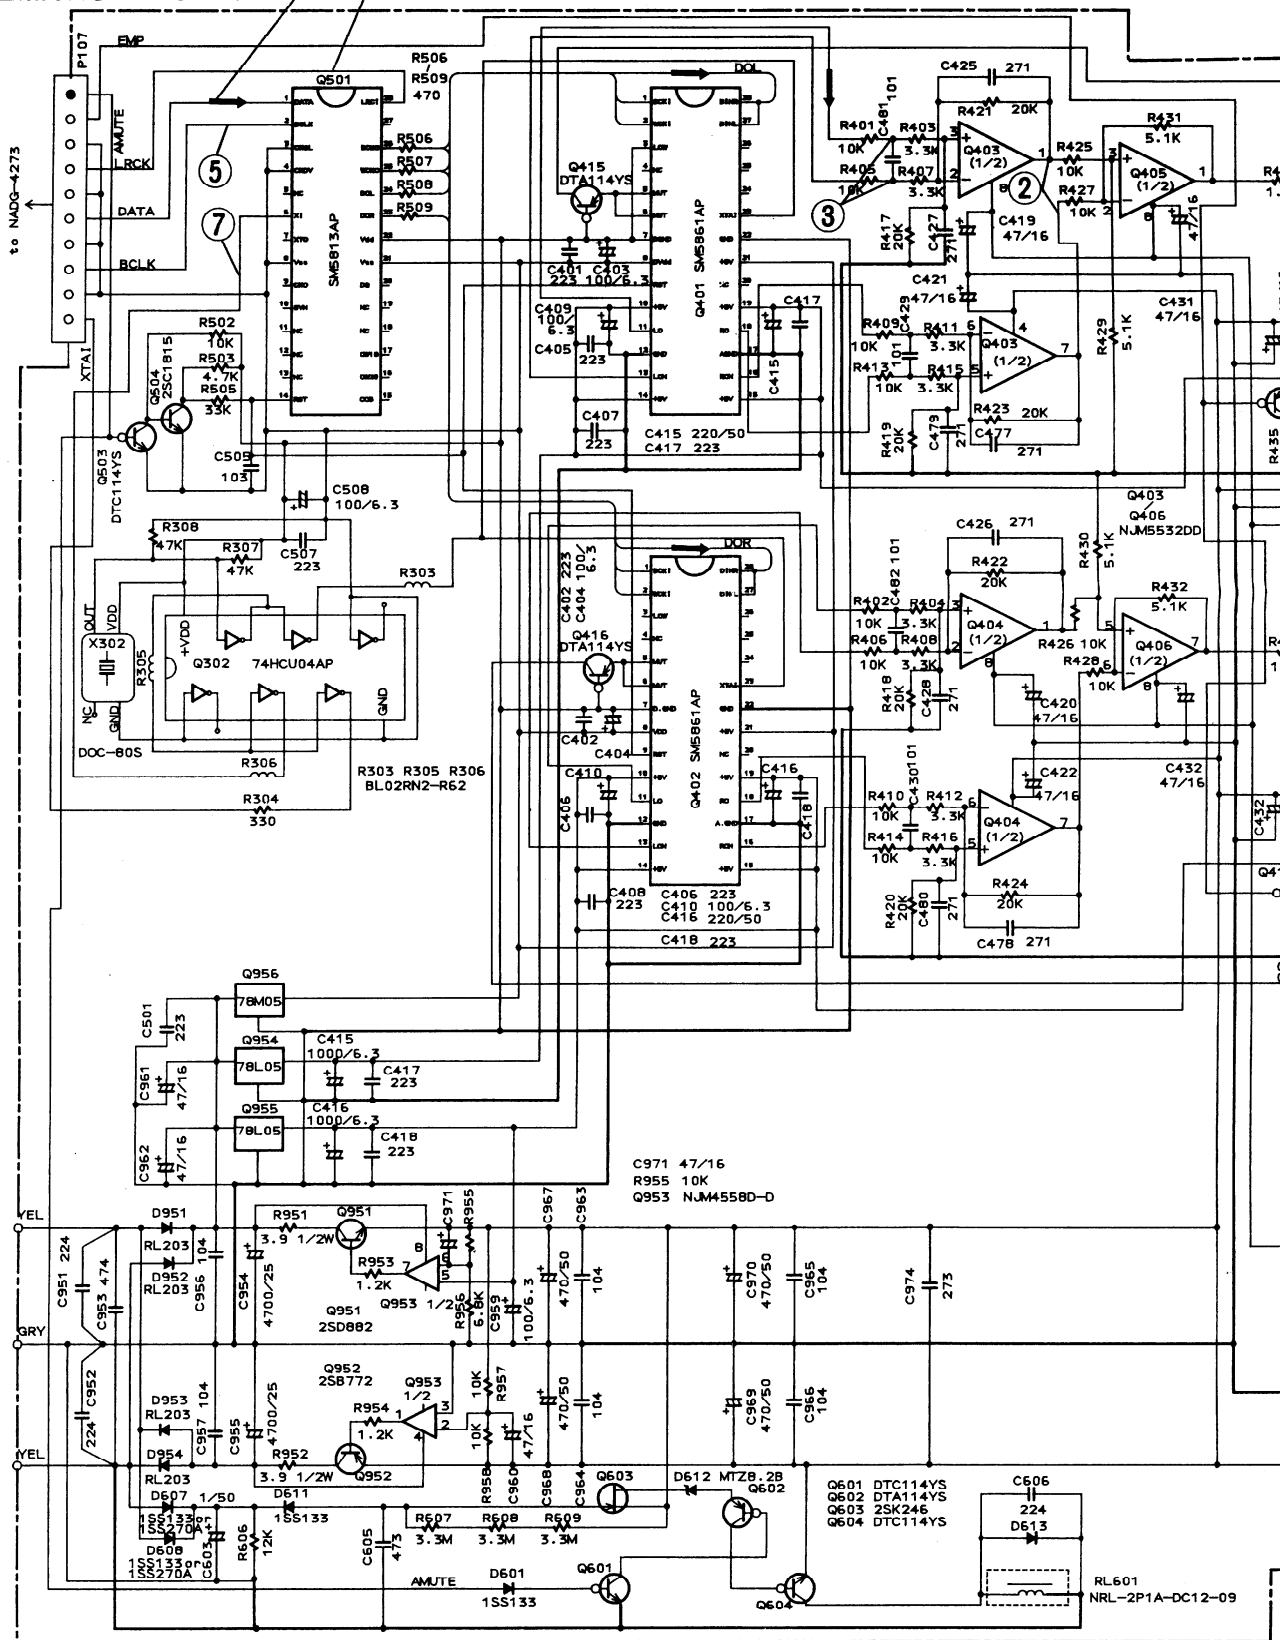 P107
EMP
AMUTE
LRCK
DATA
BCLK
XTAI
to NADG-4273
Q501
SM5813AP
R506
R509
470
R506
R507
R508
R509
5
7
R502
10K
R503
4.7K
R505
33K
Q504
2SC1815
Q503
DTC114YS
C505
103
C508
100/6.3
C507
223
R308
47K
R307
47K
R303
OUT
VDD
X302
NC
GND
DOC-80S
R305
+VDD
Q302
74HCU04AP
GND
R306
R304
330
R303 R305 R306
BL02RN2-R62
Q415
DTA114YS
C401
223
C403
100/6.3
C409
100/
6.3
C405
223
C407
223
DOL
Q401 SM5861AP
C417
C415
C415 220/50
C417 223
C402 223
C404 100/
6.3
Q416
DTA114YS
C402
C404
C410
C406
C408
223
DOR
Q402 SM5861AP
C416
C418
C406 223
C410 100/6.3
C416 220/50
C418 223
3
2
R401
10K
C481 101
R403
3.3K
R405
10K
R407
3.3K
C425 271
R421
20K
Q403
(1/2)
R417
20K
C427
271
C419
47/16
C421
47/16
R425
10K
R427
10K
R431
5.1K
Q405
(1/2)
47/16
R409
10K
C429
101
R411
3.3K
R413
10K
R415
3.3K
Q403
(1/2)
R423
20K
C477
271
R419
20K
C479
271
R429
5.1K
C431
47/16
R435
Q403
/
Q406
NJM5532DD
R430
5.1K
C426 271
R422
20K
R402
10K
C482 101
R404
3.3K
R406
10K
R408
3.3K
Q404
(1/2)
R418
20K
C428
271
R426 10K
R428
10K
R432
5.1K
Q406
(1/2)
C420
47/16
C422
47/16
C432
47/16
C432
R410
10K
C430
101
R412
3.3K
R414
10K
R416
3.3K
Q404
(1/2)
R424
20K
C478 271
R420
20K
C480
271
Q956
78M05
C501
223
Q954
78L05
C961
47/16
C415
1000/6.3
C417
223
Q955
78L05
C962
47/16
C416
1000/6.3
C418
223
C971 47/16
R955 10K
Q953 NJM4558D-D
YEL
GRY
YEL
C951 224
C953 474
C952
224
D951
RL203
D952
RL203
C956 104
C954
4700/25
R951
3.9 1/2W
Q951
R953
1.2K
Q953 1/2
Q951
2SD882
C971
R955
R956
6.8K
C959
100/6.3
C967
470/50
C963
104
C970
470/50
C965
104
C974
273
Q952
2SB772
Q953
1/2
D953
RL203
D954
RL203
C957 104
C955
4700/25
R952
3.9 1/2W
R954
1.2K
Q952
10K
R957
10K
R958
47/16
C960
470/50
C968
104
C964
C969
470/50
C966
104
D607
1SS133or
1SS270A
D608
1SS133or
1SS270A
1/50
C603
R606
12K
D611
1SS133
C605
473
R607
3.3M
R608
3.3M
R609
3.3M
Q603
D612 MTZ8.2B
Q602
Q601
Q604
AMUTE
D601
1SS133
Q601 DTC114YS
Q602 DTA114YS
Q603 2SK246
Q604 DTC114YS
C606
224
D613
RL601
NRL-2P1A-DC12-09